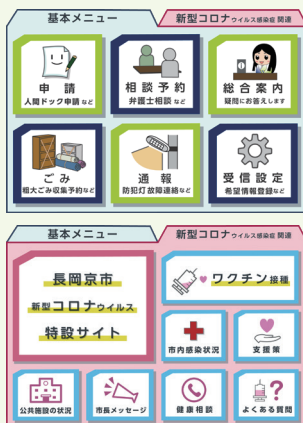 基本メニュー
新型コロナウイルス感染症 関連
申請
人間ドック申請 など
相談予約
弁護士相談 など
総合案内
疑問にお答えします
ごみ
粗大ごみ収集予約など
通報
防犯灯故障連絡など
受信設定
希望情報登録など
基本メニュー
新型コロナウイルス感染症 関連
長岡京市
新型コロナウイルス
特設サイト
ワクチン接種
市内感染状況
支援策
公共施設の状況
市長メッセージ
健康相談
よくある質問